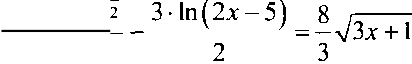 2/ - 3·ln(2x-5)/2 = 8/3 √3x+1